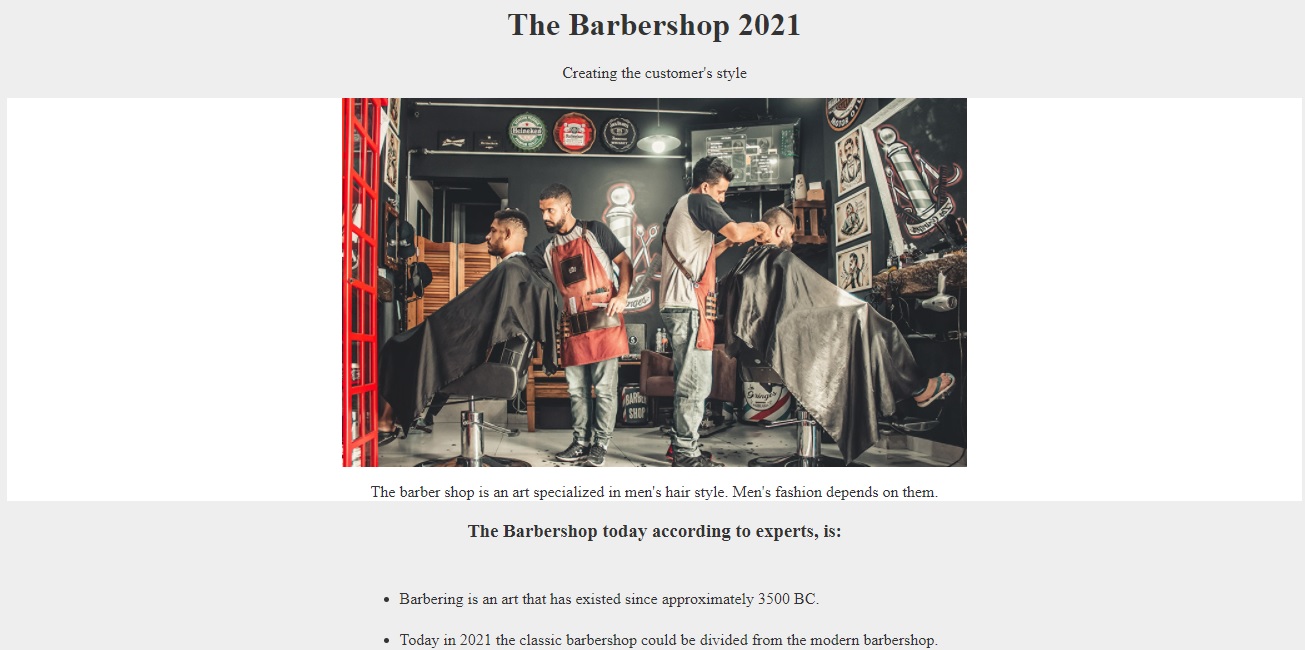 The Barbershop 2021
Creating the customer's style
Heineken
BARBER
SHOP
The barber shop is an art specialized in men's hair style. Men's fashion depends on them.
The Barbershop today according to experts, is:
Barbering is an art that has existed since approximately 3500 BC.
Today in 2021 the classic barbershop could be divided from the modern barbershop.